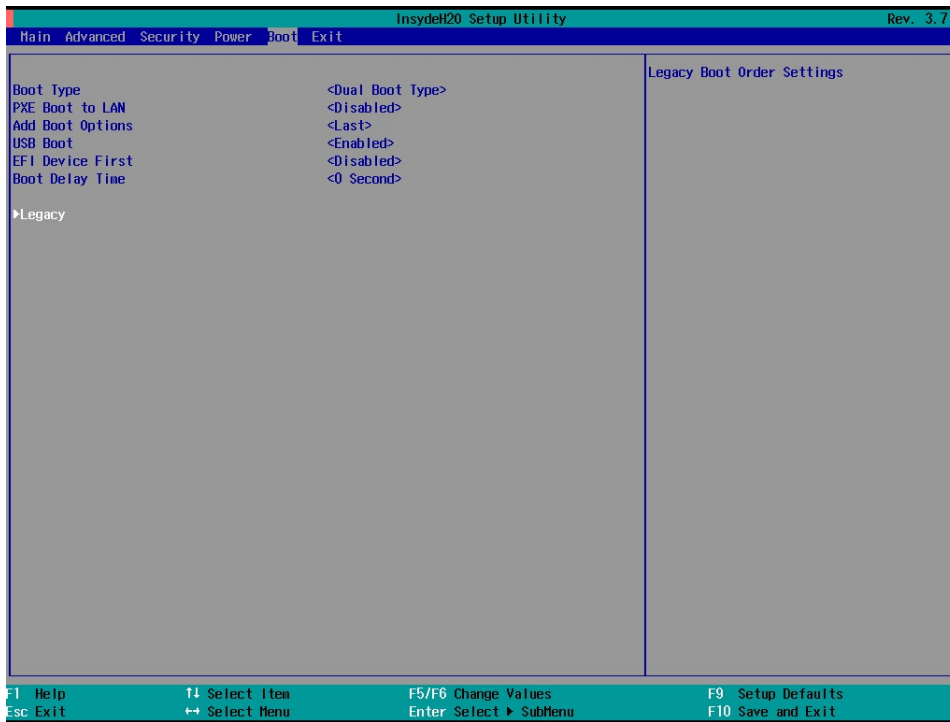 InsydeH20 Setup Utility Rev. 3.7
Main Advanced Security Power Boot Exit
Boot Type <Dual Boot Type>
PXE Boot to LAN <Disabled>
Add Boot Options <Last>
USB Boot <Enabled>
EFI Device First <Disabled>
Boot Delay Time <0 Second>
▶Legacy
Legacy Boot Order Settings
F1 Help ↑↓ Select Item F5/F6 Change Values F9 Setup Defaults
Esc Exit ←→ Select Menu Enter Select ▶ SubMenu F10 Save and Exit